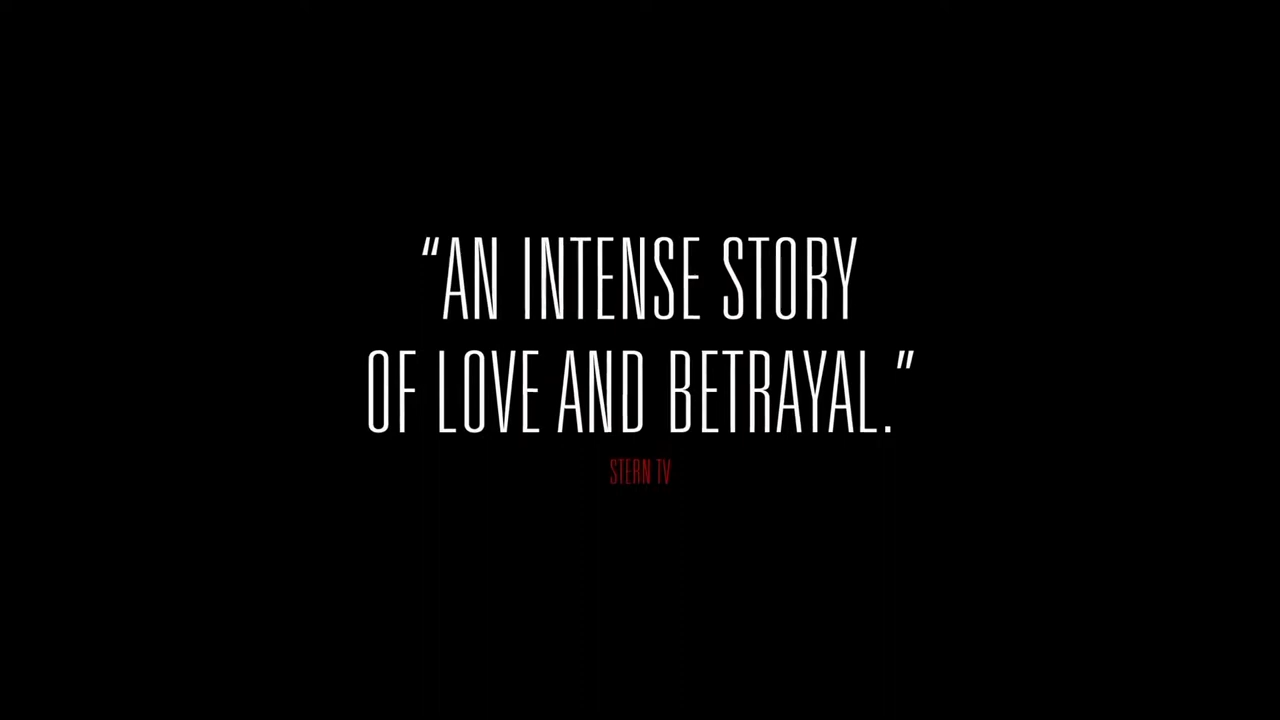 “AN INTENSE STORY
OF LOVE AND BETRAYAL.”
STERN TV